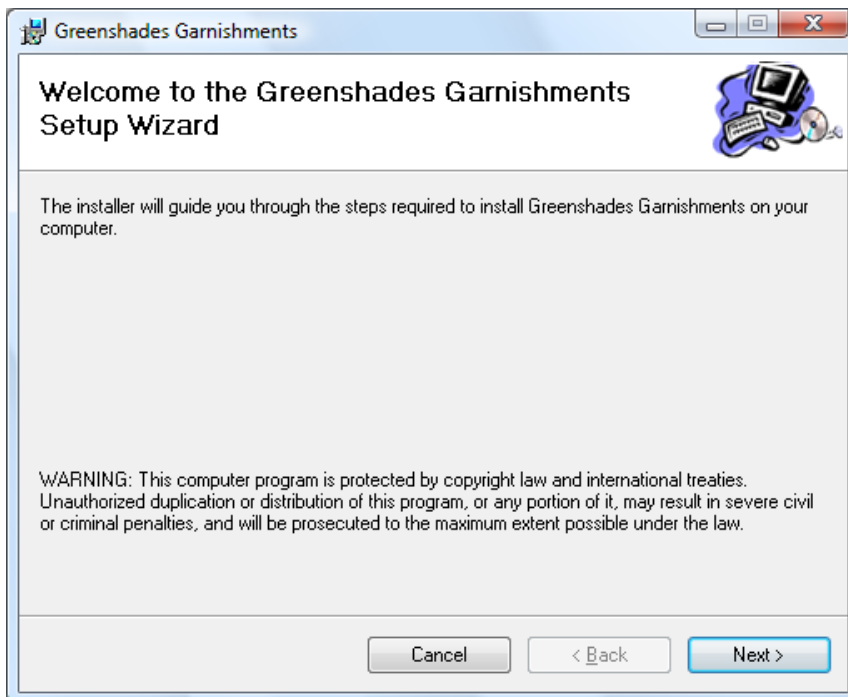 Greenshades Garnishments
Welcome to the Greenshades Garnishments
Setup Wizard
The installer will guide you through the steps required to install Greenshades Garnishments on your
computer.
WARNING: This computer program is protected by copyright law and international treaties.
Unauthorized duplication or distribution of this program, or any portion of it, may result in severe civil
or criminal penalties, and will be prosecuted to the maximum extent possible under the law.
Cancel < Back Next >